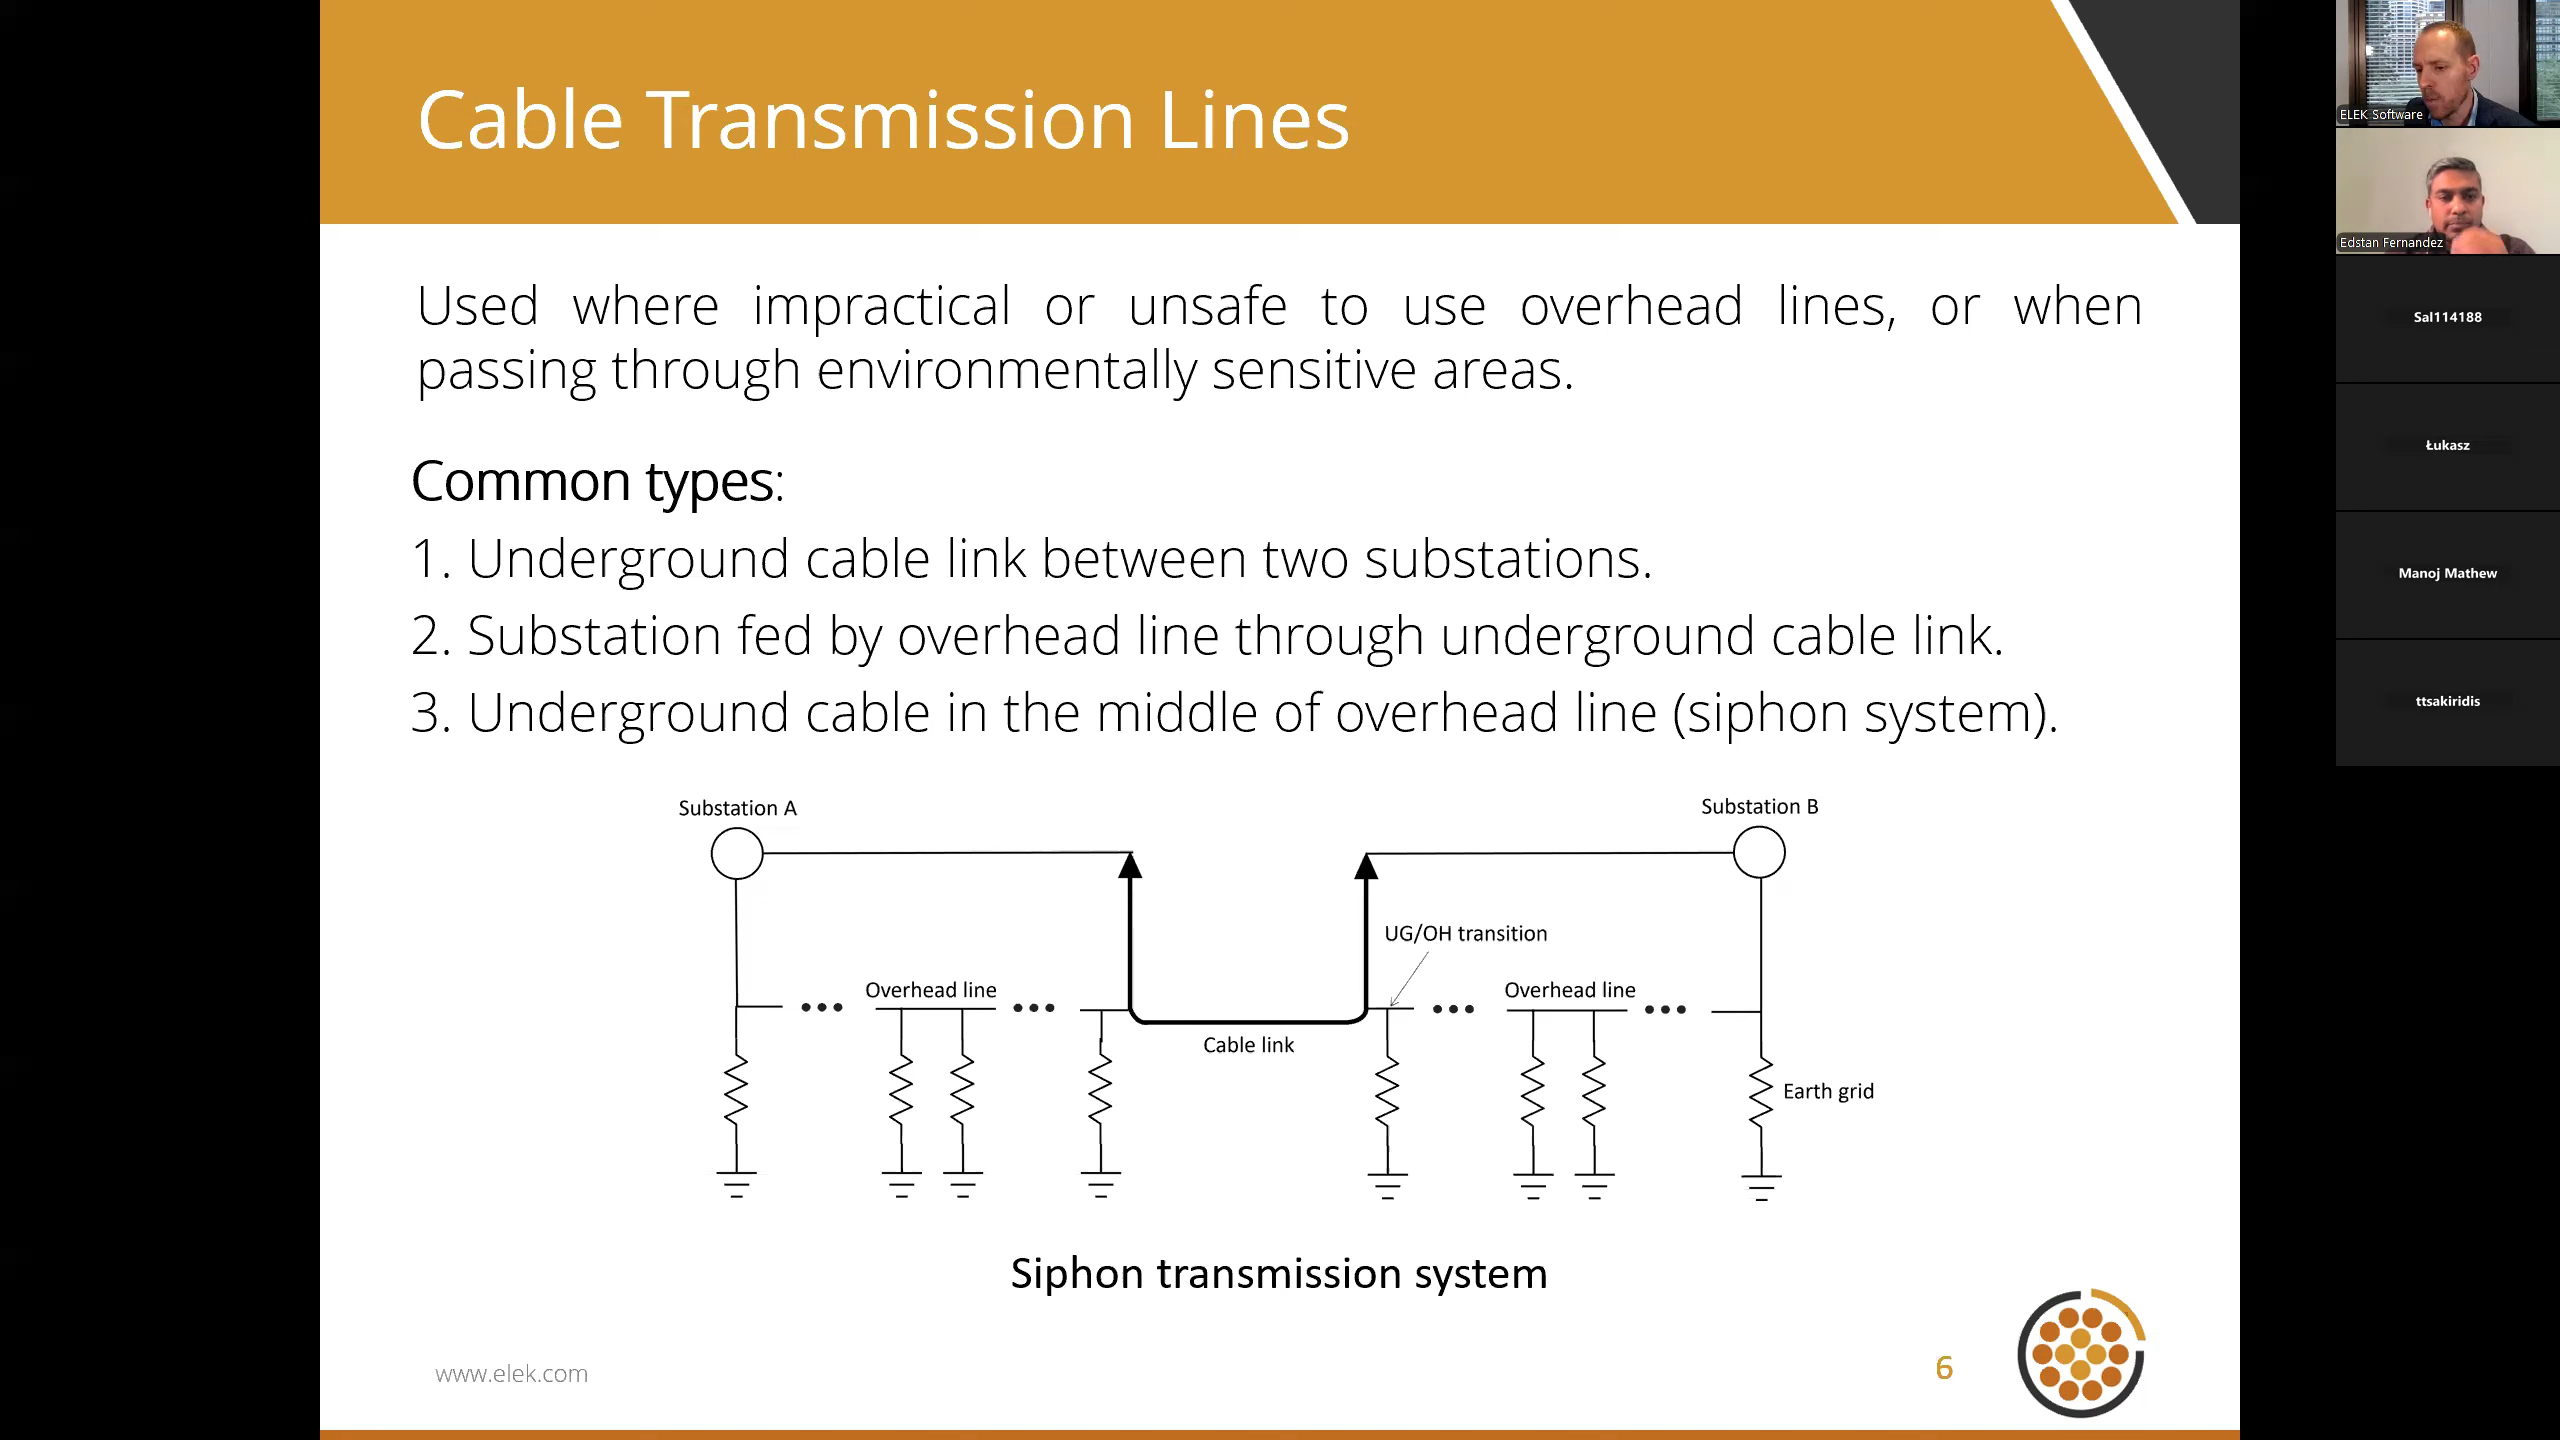 Cable Transmission Lines
Used where impractical or unsafe to use overhead lines, or when
passing through environmentally sensitive areas.
Common types:
1. Underground cable link between two substations.
2. Substation fed by overhead line through underground cable link.
3. Underground cable in the middle of overhead line (siphon system).
Substation A
Substation B
UG/OH transition
Overhead line
Overhead line
Cable link
Earth grid
Siphon transmission system
www.elek.com
6
ELEK Software
Edstan Fernandez
Sal114188
Łukasz
Manoj Mathew
ttsakiridis